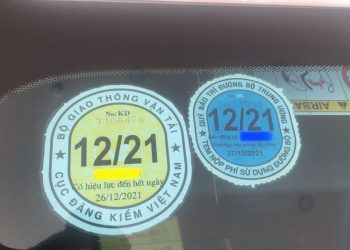 BỘ GIAO THÔNG VẬN TẢI
No: KD
1106476
12/21
Có hiệu lực đến hết ngày
26/12/2021
CỤC ĐĂNG KIỂM VIỆT NAM
QUỸ BẢO TRÌ ĐƯỜNG BỘ TRUNG ƯƠNG
12/21
27/12/2021
TEM NỘP PHÍ SỬ DỤNG ĐƯỜNG BỘ
AIRBA